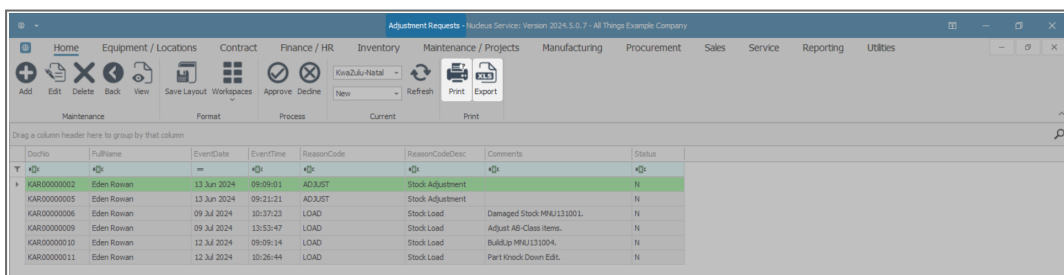 Adjustment Requests - Nucleus Service: Version 2024.5.0.7 - All Things Example Company
Home Equipment / Locations Contract Finance / HR Inventory Maintenance / Projects Manufacturing Procurement Sales Service Reporting Utilities
KwaZulu-Natal
XLS
Add Edit Delete Back View Save Layout Workspaces Approve Decline New Refresh Print Export
Maintenance Format Process Current Print
Drag a column header here to group by that column
DocNo FullName EventDate EventTime ReasonCode ReasonCodeDesc Comments Status
KAR00000002 Eden Rowan 13 Jun 2024 09:09:01 ADJUST Stock Adjustment N
KAR00000005 Eden Rowan 13 Jun 2024 09:21:21 ADJUST Stock Adjustment N
KAR00000006 Eden Rowan 09 Jul 2024 10:37:23 LOAD Stock Load Damaged Stock MNU131001. N
KAR00000009 Eden Rowan 09 Jul 2024 13:53:47 LOAD Stock Load Adjust AB-Class items. N
KAR00000010 Eden Rowan 12 Jul 2024 09:09:14 LOAD Stock Load BuildUp MNU131004. N
KAR00000011 Eden Rowan 12 Jul 2024 10:26:44 LOAD Stock Load Part Knock Down Edit. N